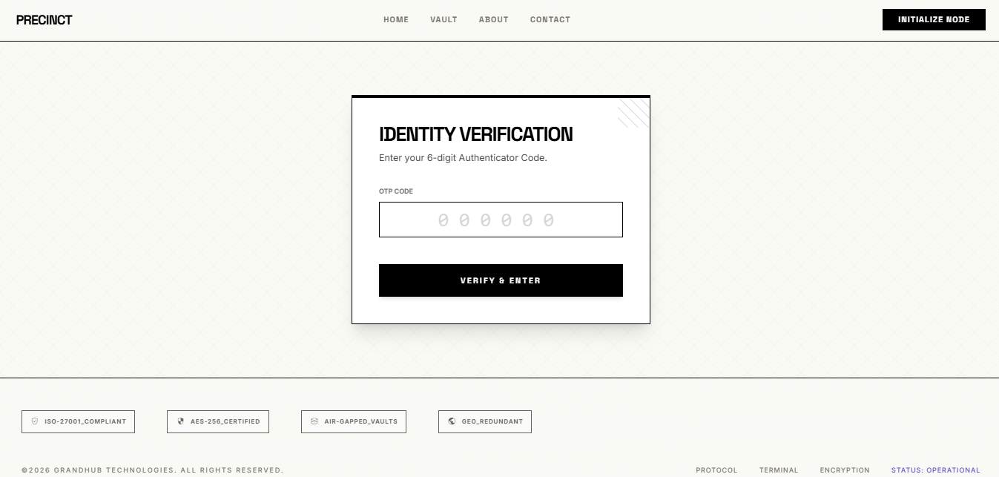 PRECINCT
HOME VAULT ABOUT CONTACT
INITIALIZE NODE
IDENTITY VERIFICATION
Enter your 6-digit Authenticator Code.
OTP CODE
0 0 0 0 0 0
VERIFY & ENTER
ISO-27001_COMPLIANT AES-256_CERTIFIED AIR-GAPPED_VAULTS GEO_REDUNDANT
©2026 GRANDHUB TECHNOLOGIES. ALL RIGHTS RESERVED.
PROTOCOL TERMINAL ENCRYPTION STATUS: OPERATIONAL